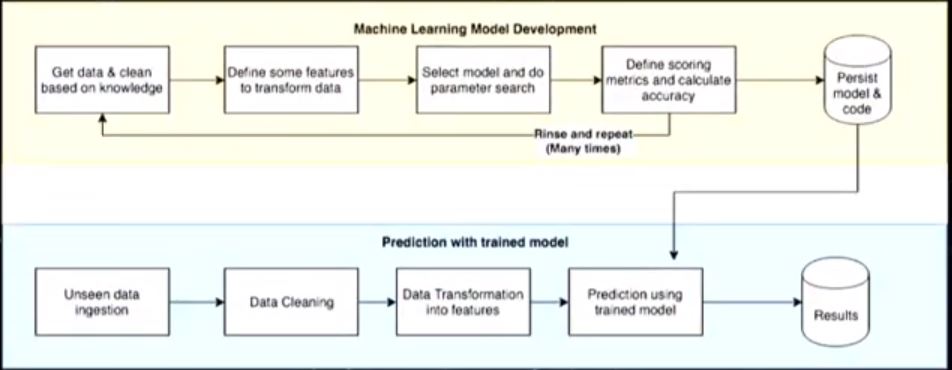 Machine Learning Model Development
Get data & clean
based on knowledge
Define some features
to transform data
Select model and do
parameter search
Define scoring
metrics and calculate
accuracy
Persist
model &
code
Rinse and repeat
(Many times)
Prediction with trained model
Unseen data
ingestion
Data Cleaning
Data Transformation
into features
Prediction using
trained model
Results